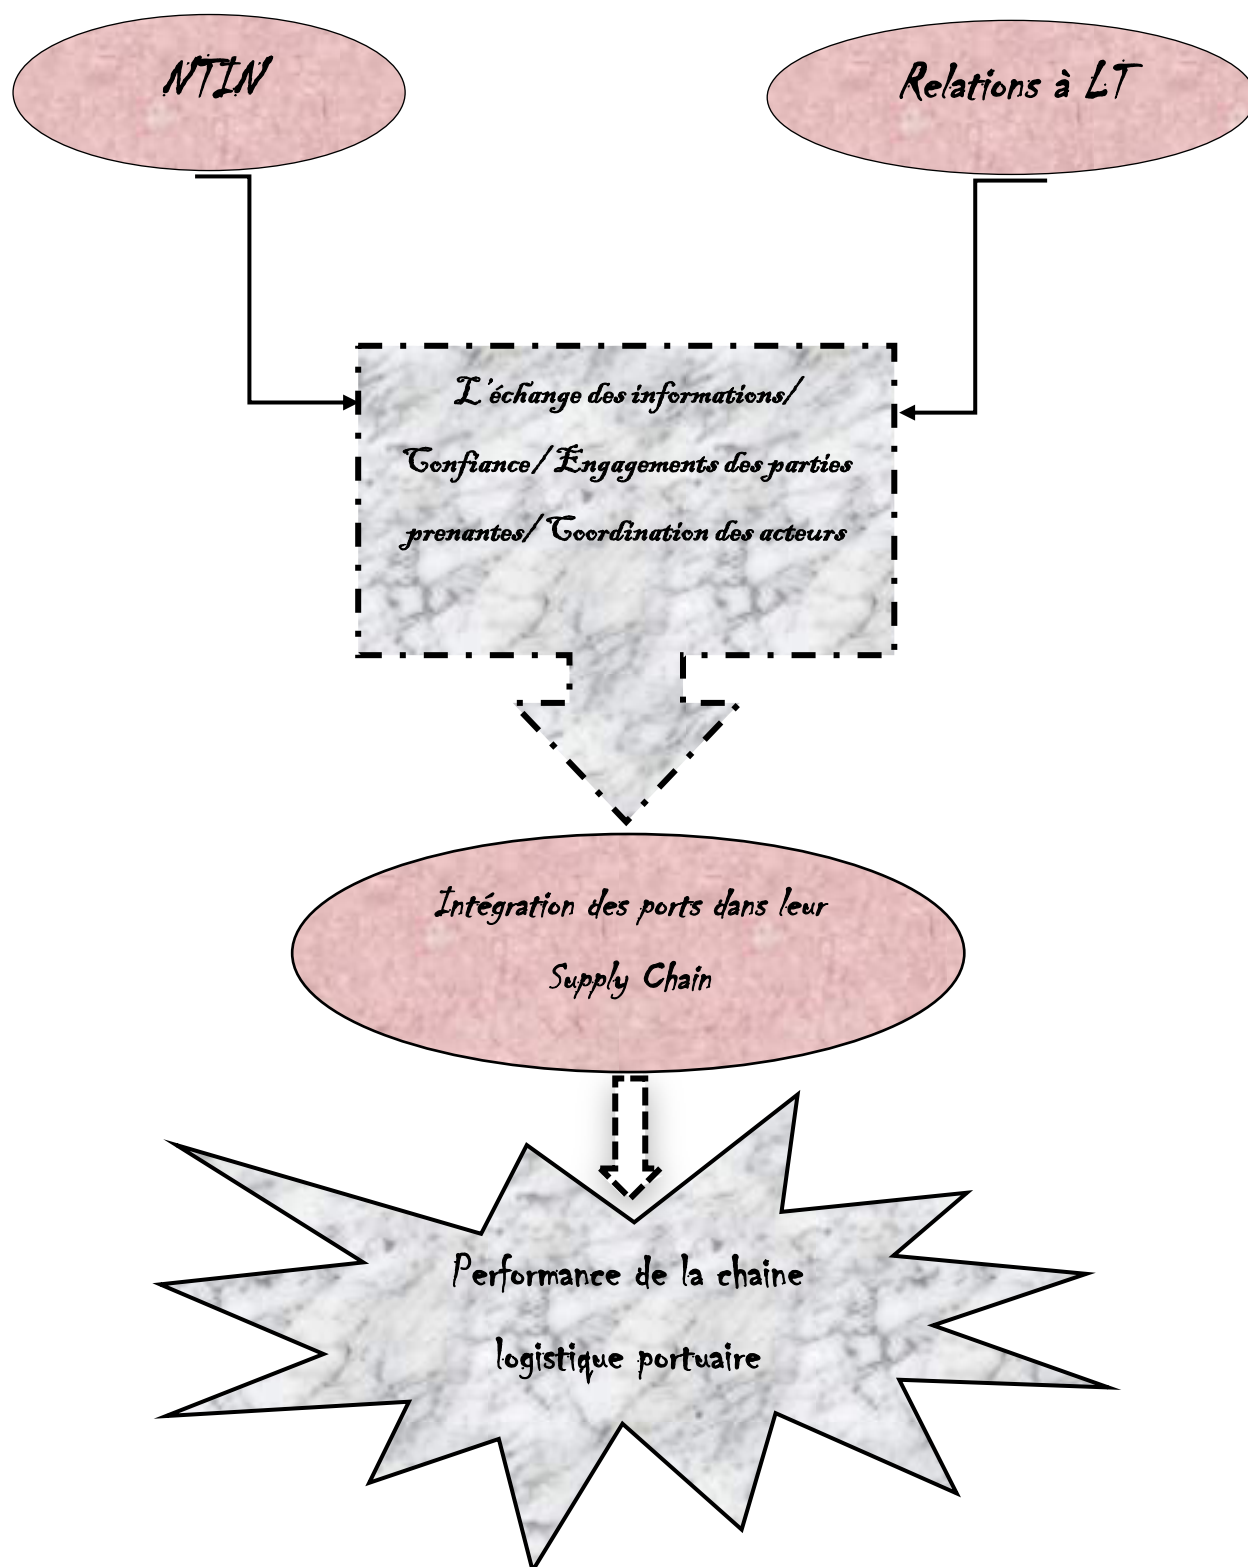 NTIN
Relations à LT
L'échange des informations/
Confiance/ Engagements des parties
prenantes/ Coordination des acteurs
Intégration des ports dans leur
Supply Chain
Performance de la chaine
logistique portuaire